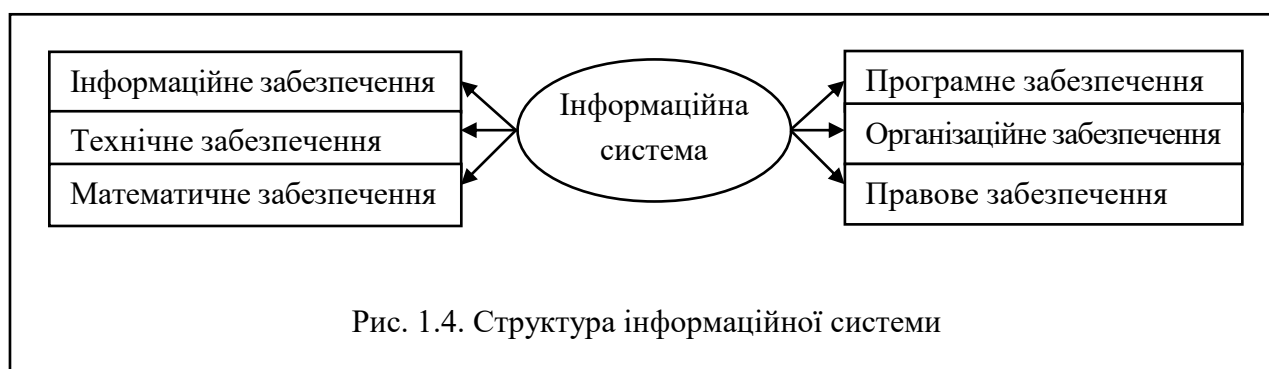 Інформаційне забезпечення
Технічне забезпечення
Математичне забезпечення
Інформаційна
система
Програмне забезпечення
Організаційне забезпечення
Правове забезпечення
Рис. 1.4. Структура інформаційної системи